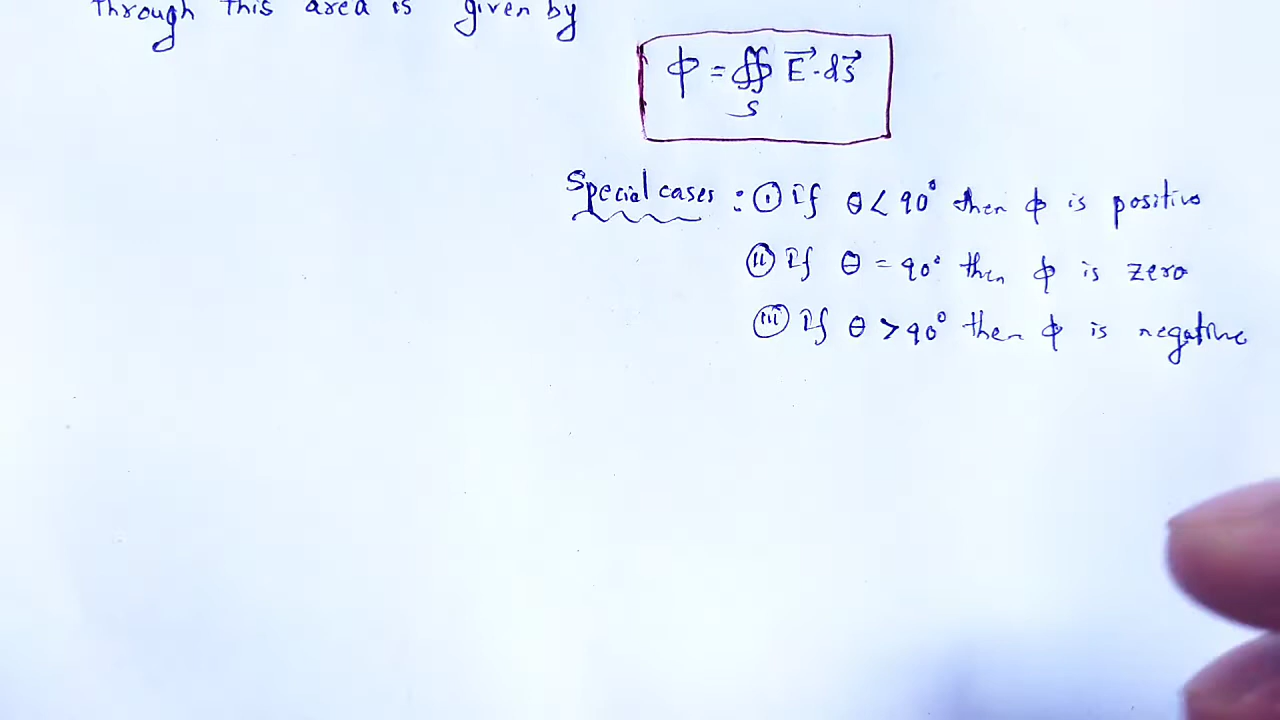 through this area is given by
ϕ = ∯ E⃗·ds⃗
S
Special cases : Ⓘ If θ < 90° then ϕ is positive
ⓘⓘ If θ = 90° then ϕ is zero
ⓘⓘⓘ If θ > 90° then ϕ is negative